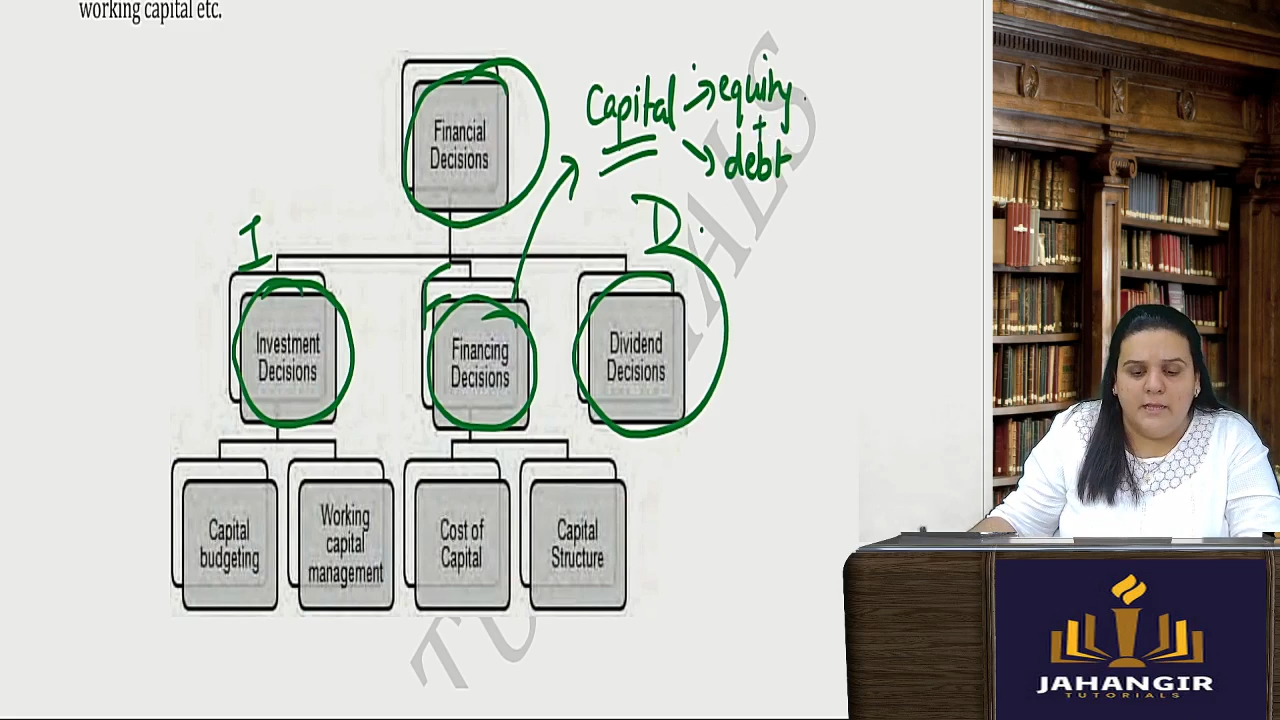 working capital etc.
Financial
Decisions
Capital → equity
+
→ debt
I
F
D.
Investment
Decisions
Financing
Decisions
Dividend
Decisions
Capital
budgeting
Working
capital
management
Cost of
Capital
Capital
Structure
JAHANGIR
TUTORIALS